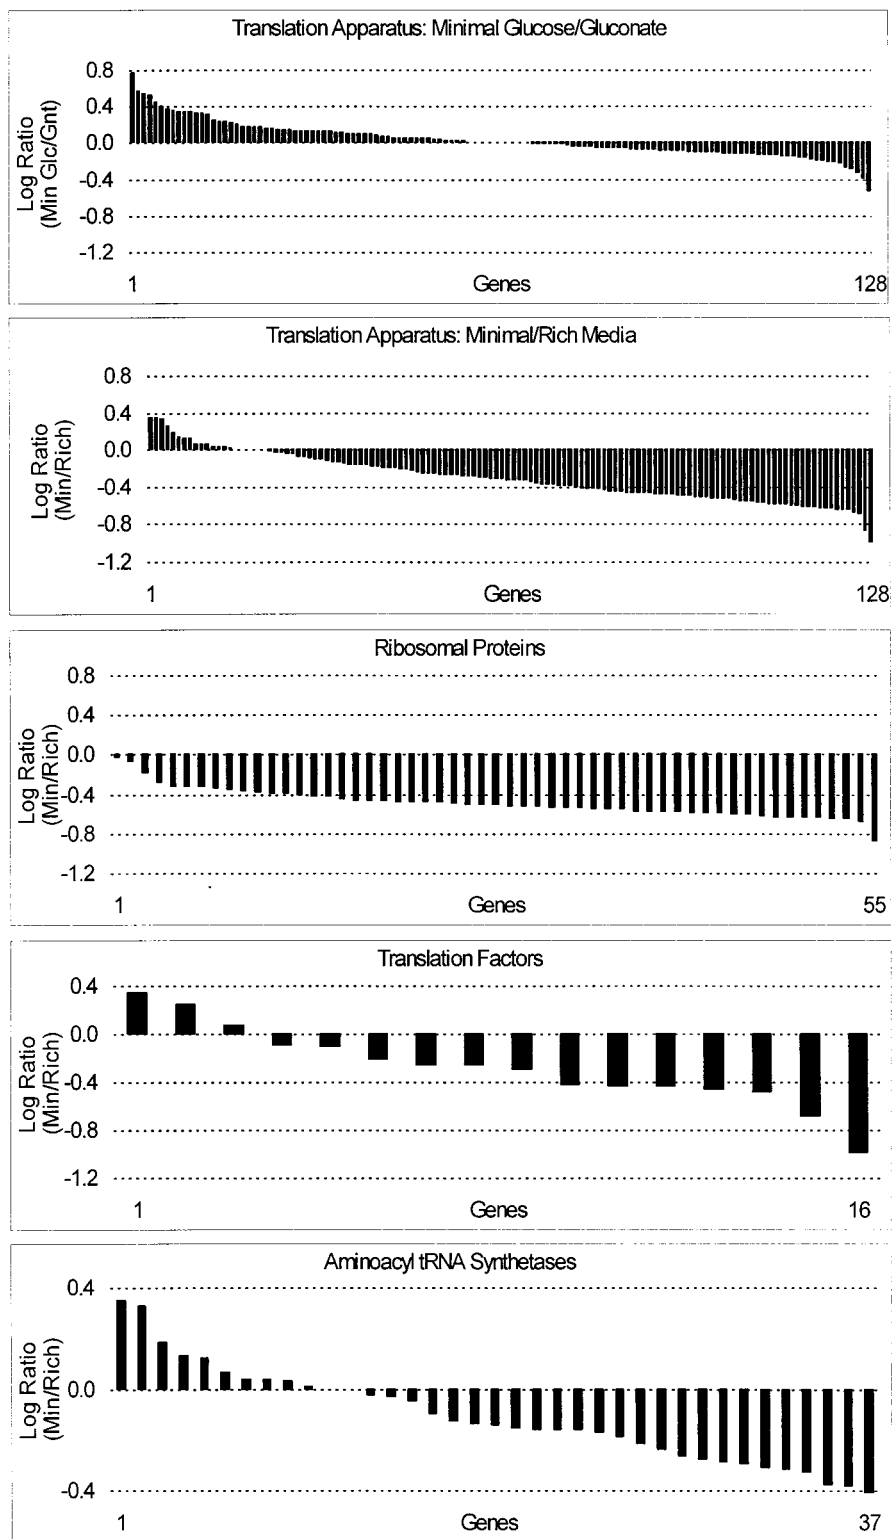 Translation Apparatus: Minimal Glucose/Gluconate
Log Ratio
(Min Glc/Gnt)
0.8
0.4
0.0
-0.4
-0.8
-1.2
1
Genes
128
Translation Apparatus: Minimal/Rich Media
Log Ratio
(Min/Rich)
0.8
0.4
0.0
-0.4
-0.8
-1.2
1
Genes
128
Ribosomal Proteins
Log Ratio
(Min/Rich)
0.8
0.4
0.0
-0.4
-0.8
-1.2
1
Genes
55
Translation Factors
Log Ratio
(Min/Rich)
0.4
0.0
-0.4
-0.8
-1.2
1
Genes
16
Aminoacyl tRNA Synthetases
Log Ratio
(Min/Rich)
0.4
0.0
-0.4
1
Genes
37